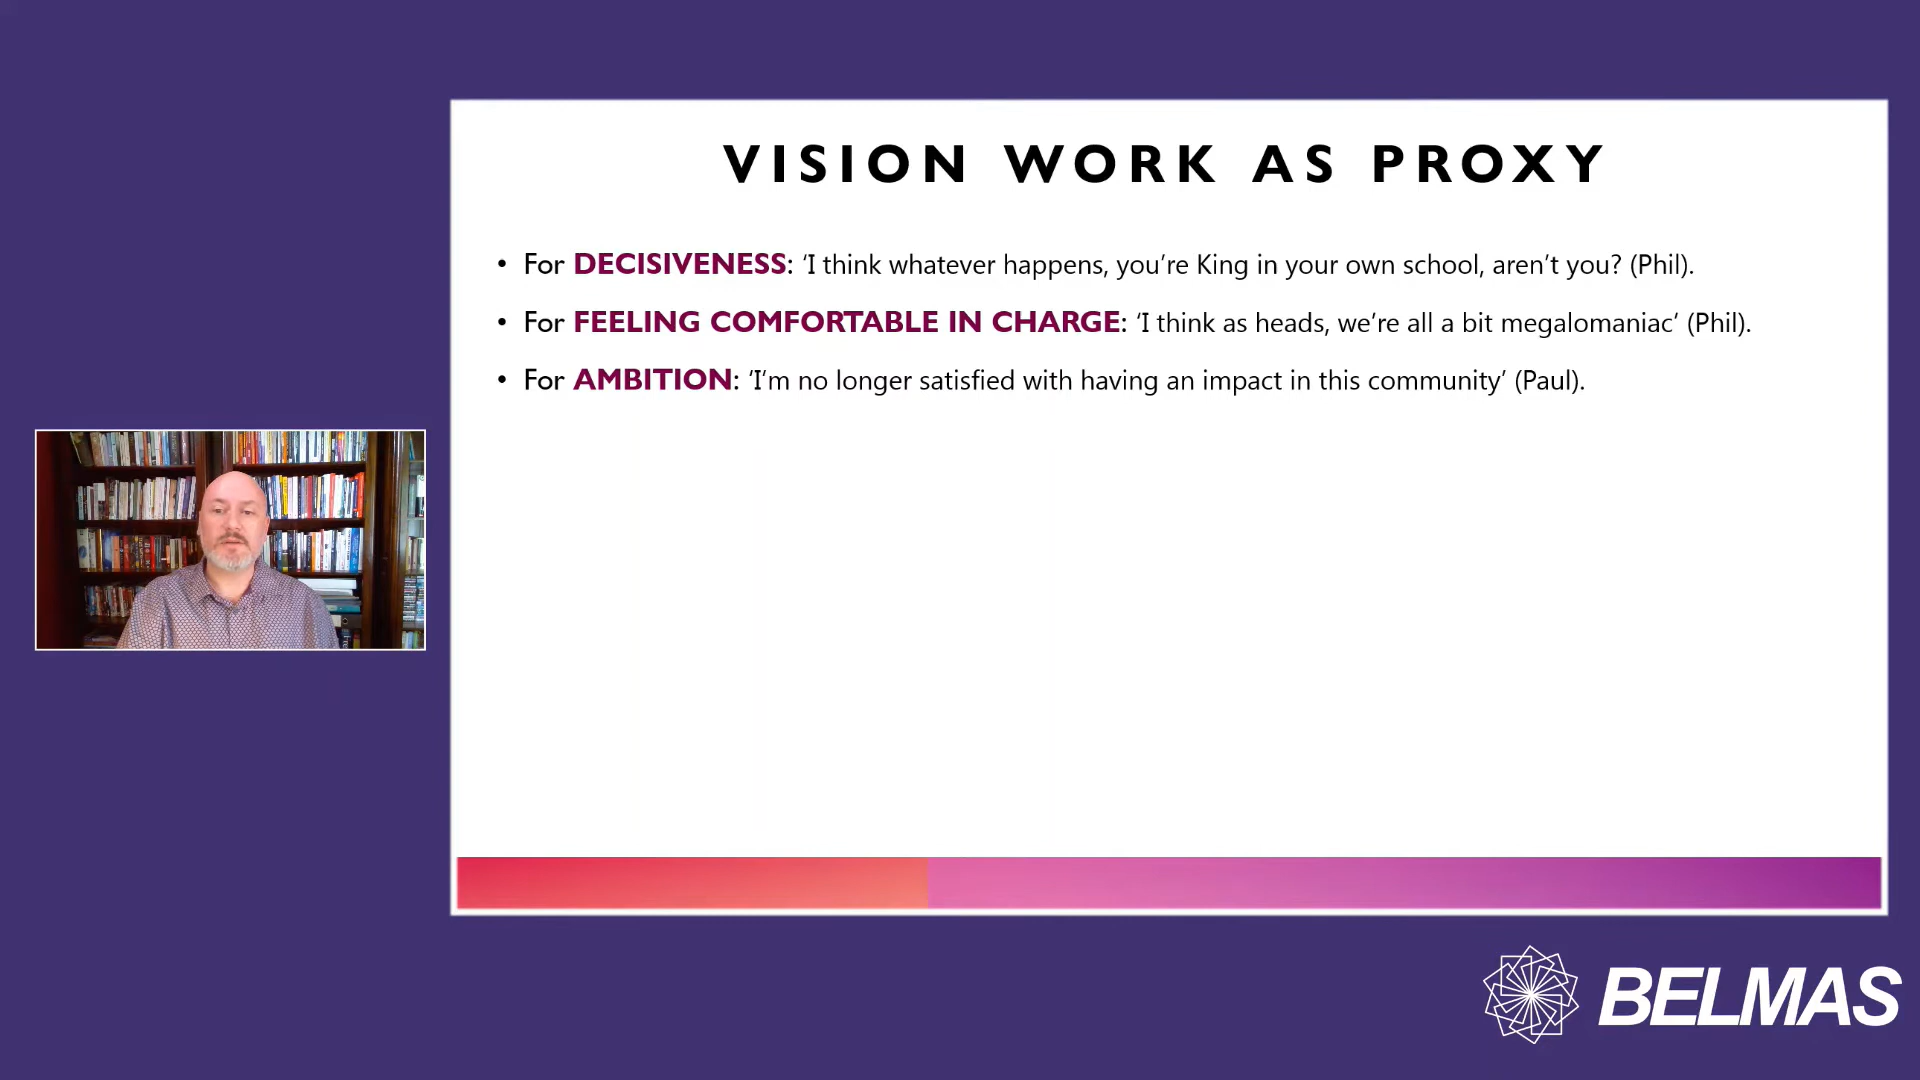 VISION WORK AS PROXY
• For DECISIVENESS: ‘I think whatever happens, you’re King in your own school, aren’t you? (Phil).
• For FEELING COMFORTABLE IN CHARGE: ‘I think as heads, we’re all a bit megalomaniac’ (Phil).
• For AMBITION: ‘I’m no longer satisfied with having an impact in this community’ (Paul).
BELMAS